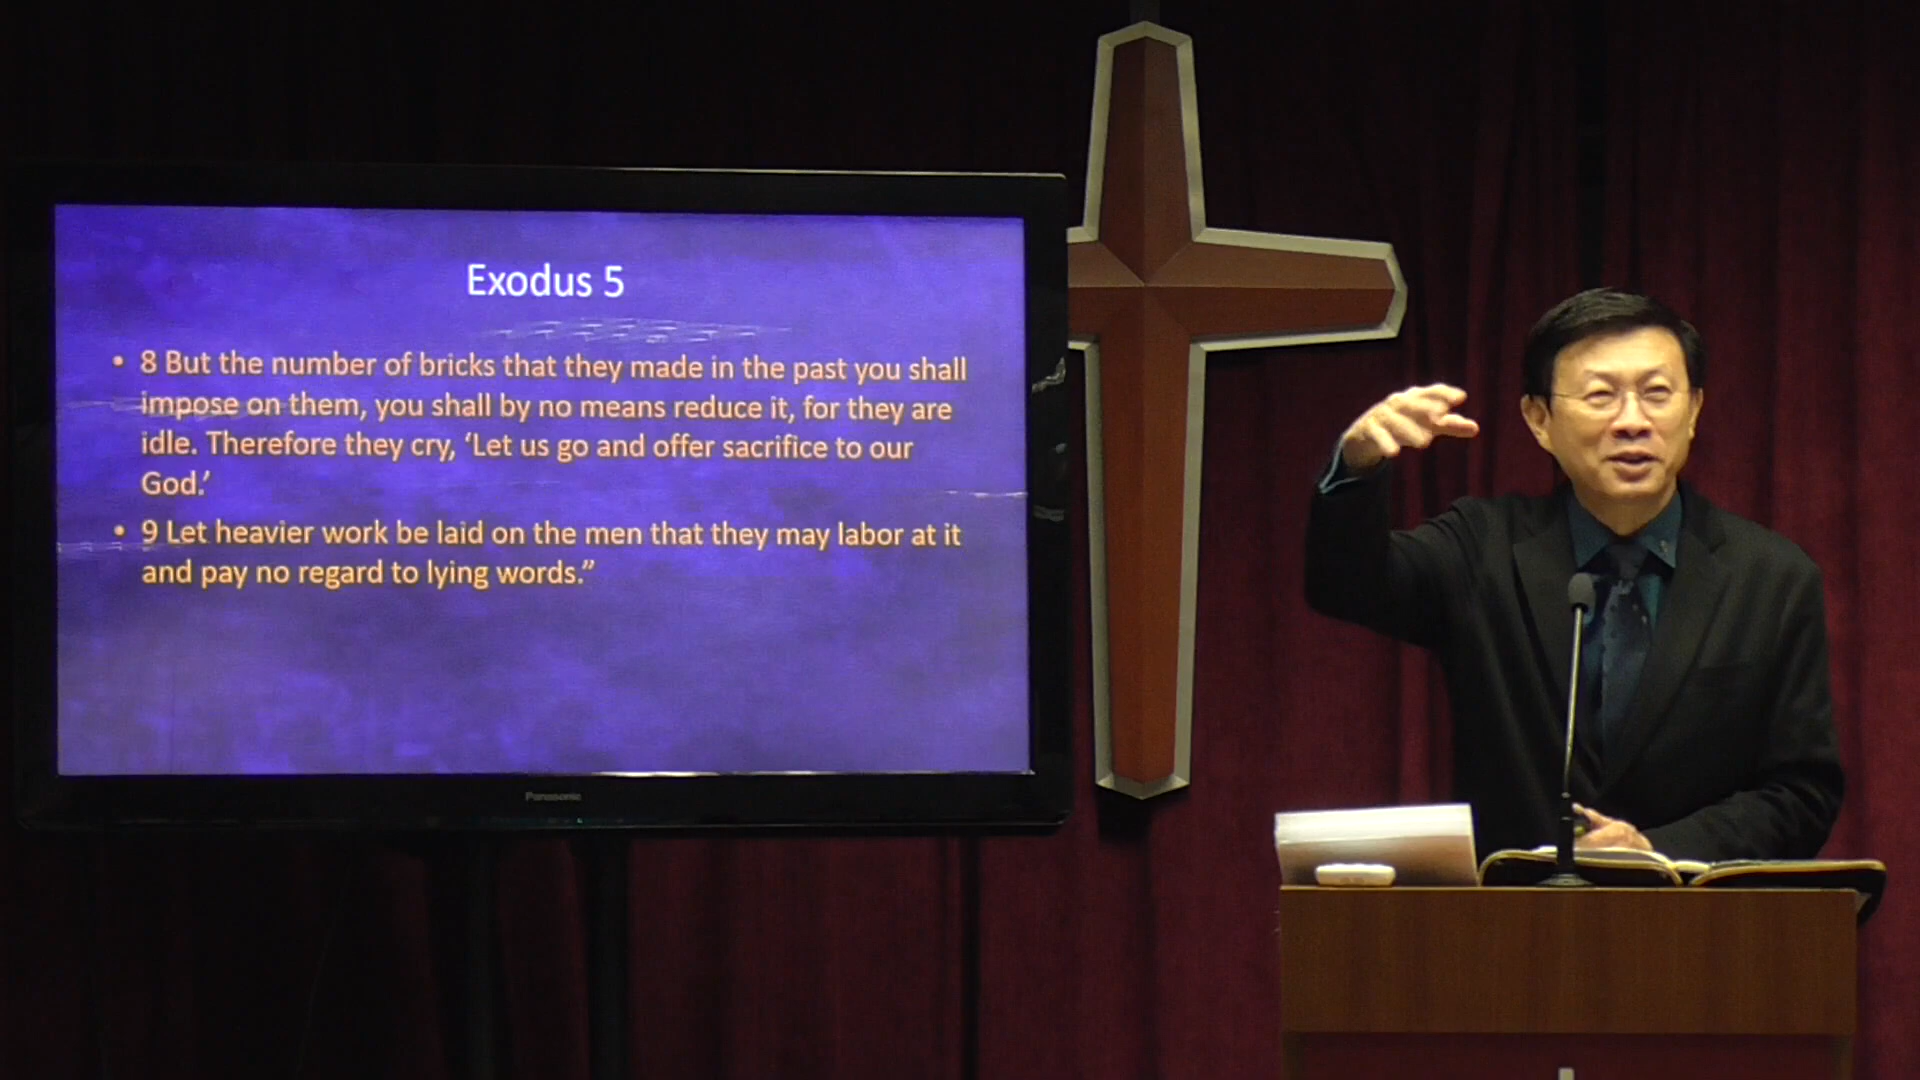 Exodus 5
• 8 But the number of bricks that they made in the past you shall
impose on them, you shall by no means reduce it, for they are
idle. Therefore they cry, ‘Let us go and offer sacrifice to our
God.’
• 9 Let heavier work be laid on the men that they may labor at it
and pay no regard to lying words.”
Panasonic